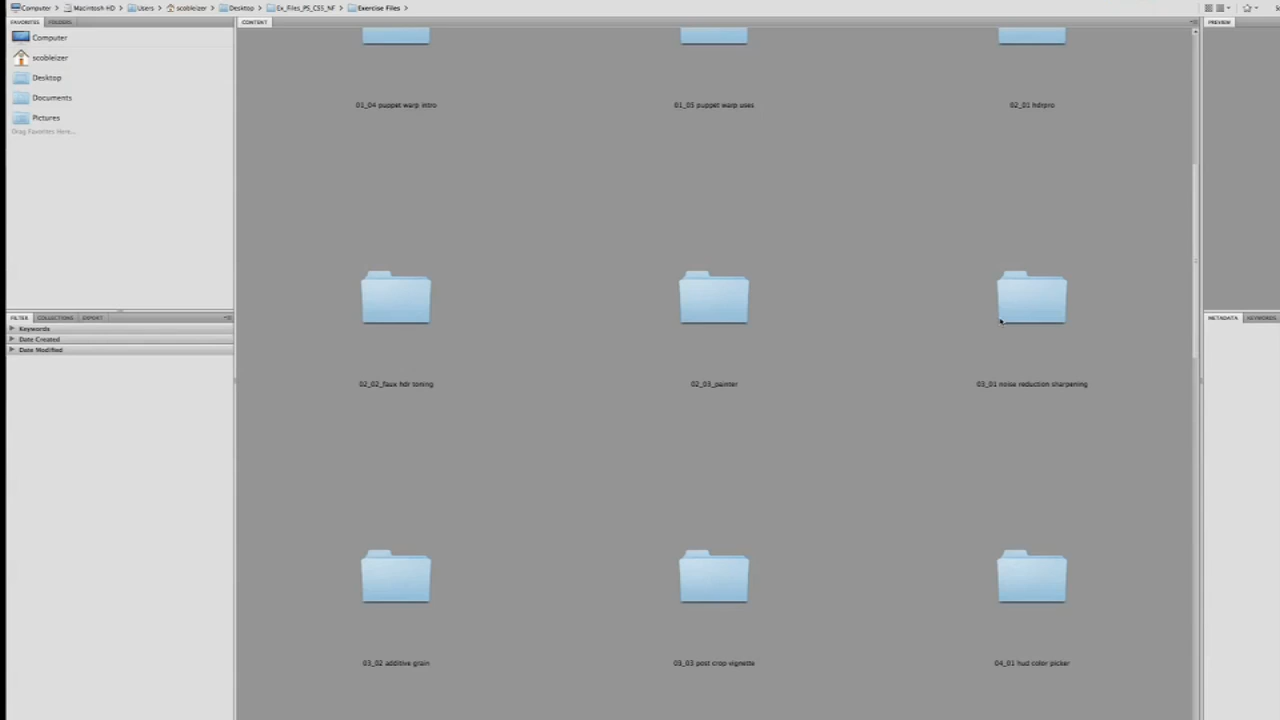 Computer > Macintosh HD > Users > scobleizer > Desktop > Ex_Files_PS_CS5_NF > Exercise Files >
FAVORITES FOLDERS
CONTENT
PREVIEW
Computer
scobleizer
Desktop
Documents
Pictures
Drag Favorites Here...
01_04 puppet warp intro
01_05 puppet warp uses
02_01 hdrpro
FILTER COLLECTIONS EXPORT
METADATA KEYWORDS
Keywords
Date Created
Date Modified
02_02_faux hdr toning
02_03_painter
03_01 noise reduction sharpening
03_02 additive grain
03_03 post crop vignette
04_01 hud color picker